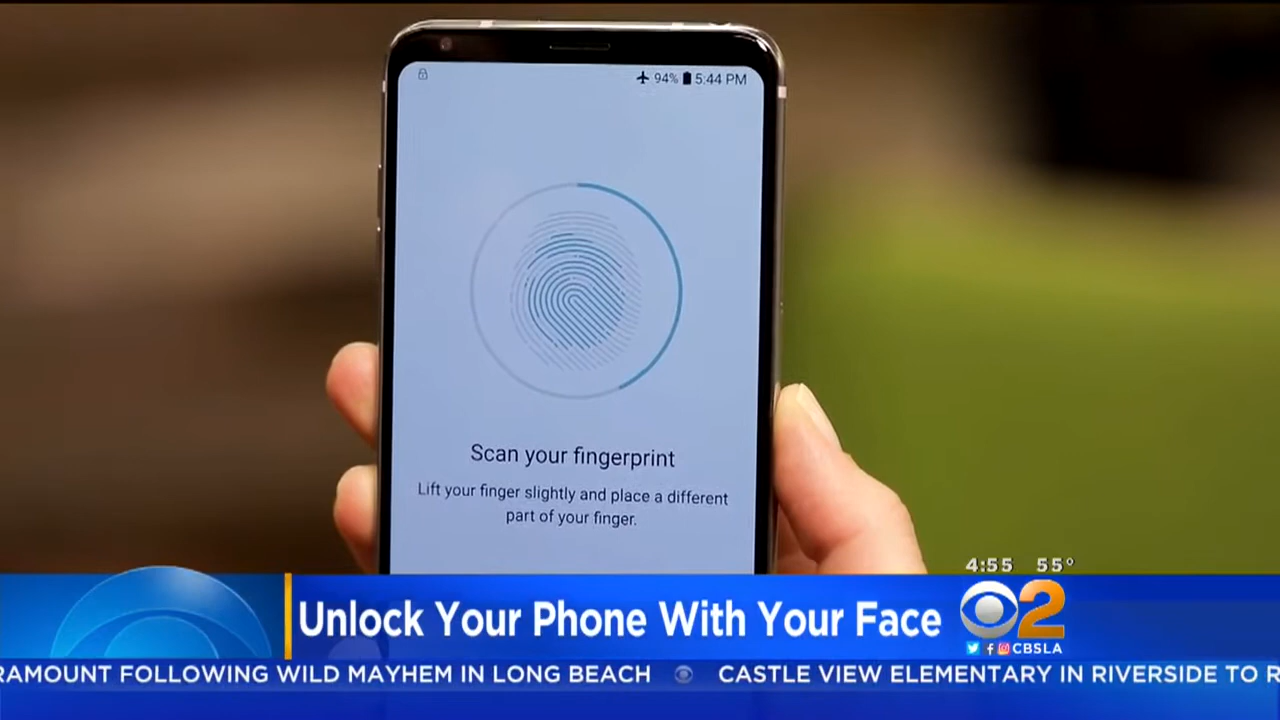 94% 5:44 PM
Scan your fingerprint
Lift your finger slightly and place a different
part of your finger.
4:55 55°
Unlock Your Phone With Your Face
2
CBSLA
RAMOUNT FOLLOWING WILD MAYHEM IN LONG BEACH CASTLE VIEW ELEMENTARY IN RIVERSIDE TO R